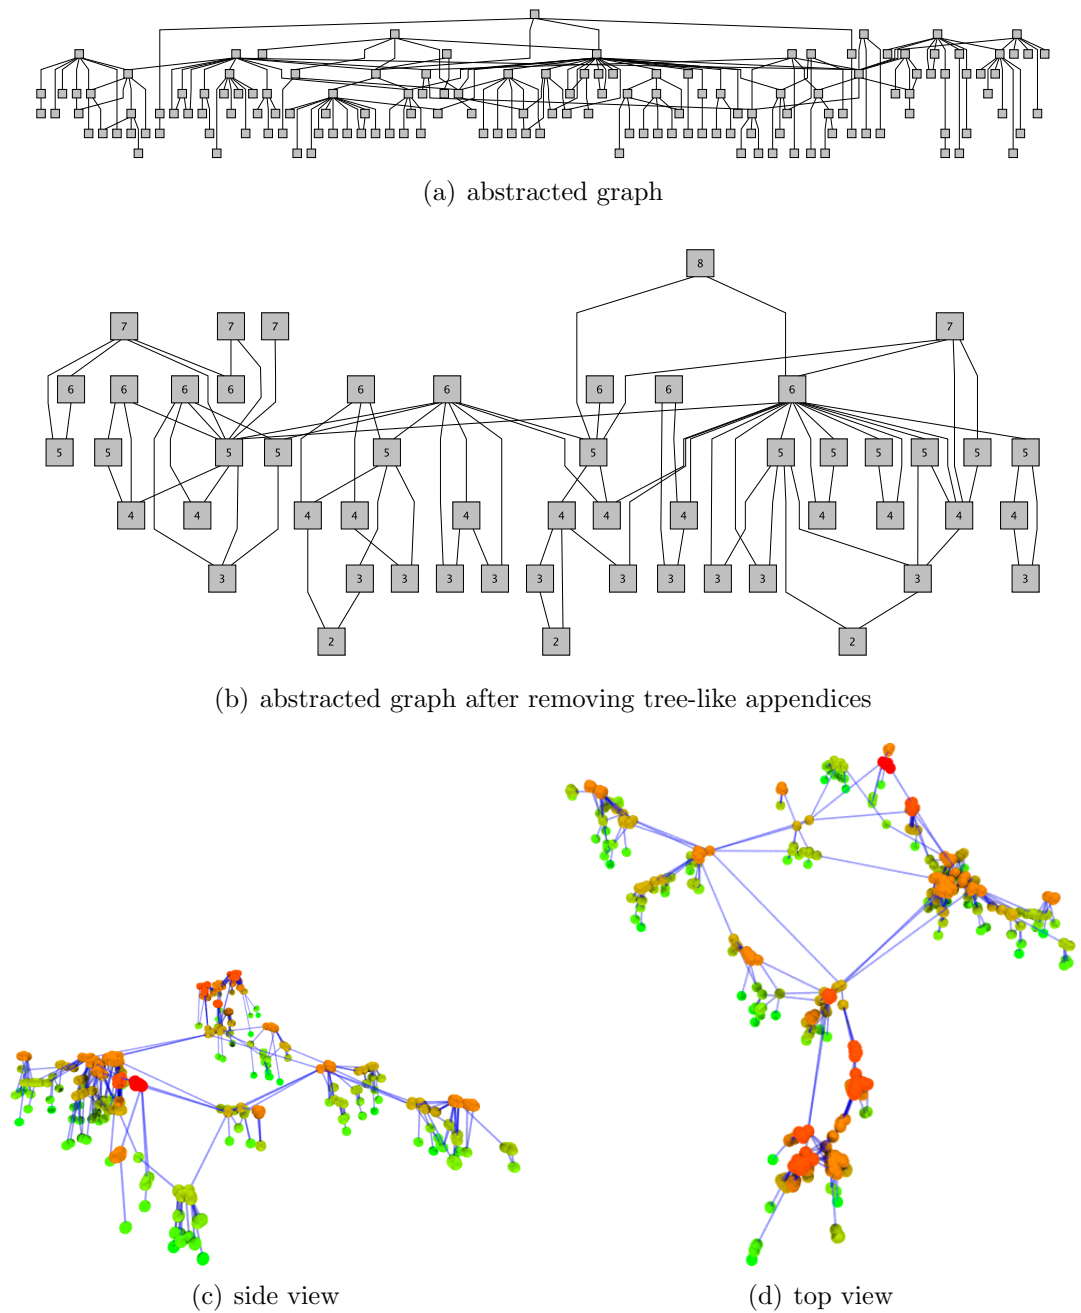 (a) abstracted graph
8
7 7 7 7
6 6 6 6 6 6 6 6 6
5 5 5 5 5 5 5 5 5 5 5 5
4 4 4 4 4 4 4 4 4 4 4 4
3 3 3 3 3 3 3 3 3 3 3 3
2 2 2
(b) abstracted graph after removing tree-like appendices
(c) side view
(d) top view